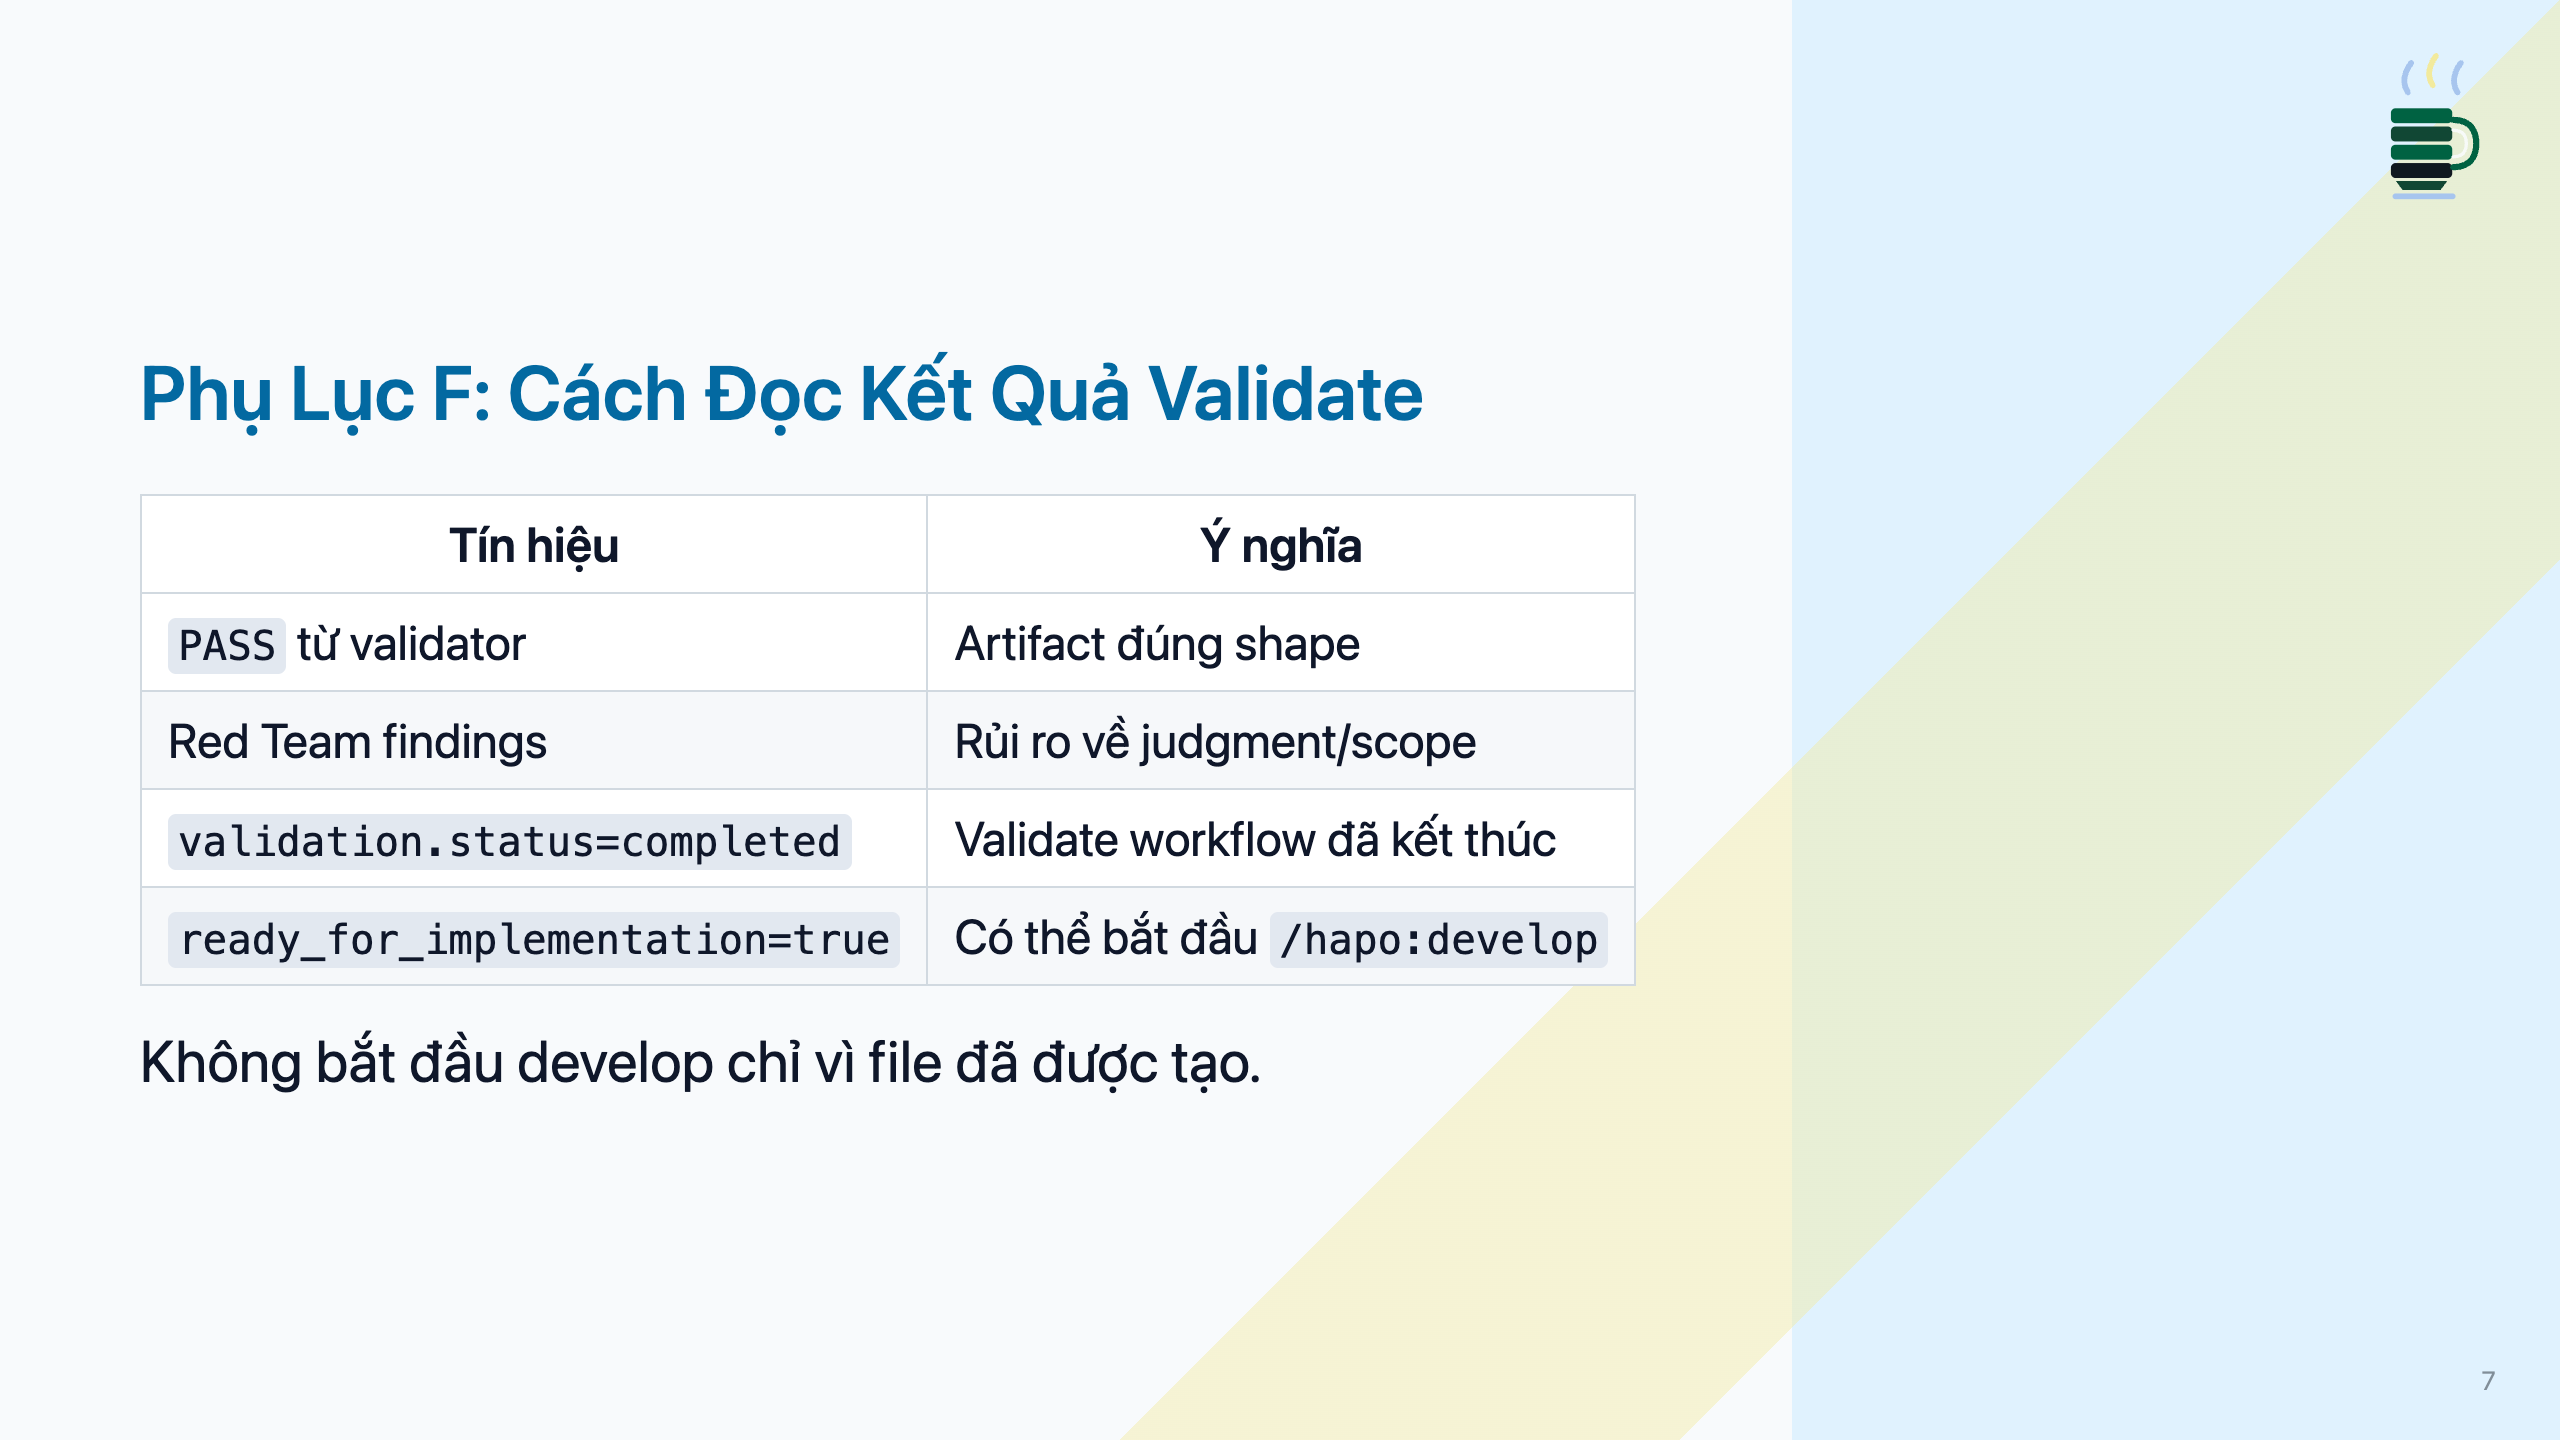 Phụ Lục F: Cách Đọc Kết Quả Validate
Tín hiệu Ý nghĩa
PASS từ validator Artifact đúng shape
Red Team findings Rủi ro về judgment/scope
validation.status=completed Validate workflow đã kết thúc
ready_for_implementation=true Có thể bắt đầu /hapo:develop
Không bắt đầu develop chỉ vì file đã được tạo.
7